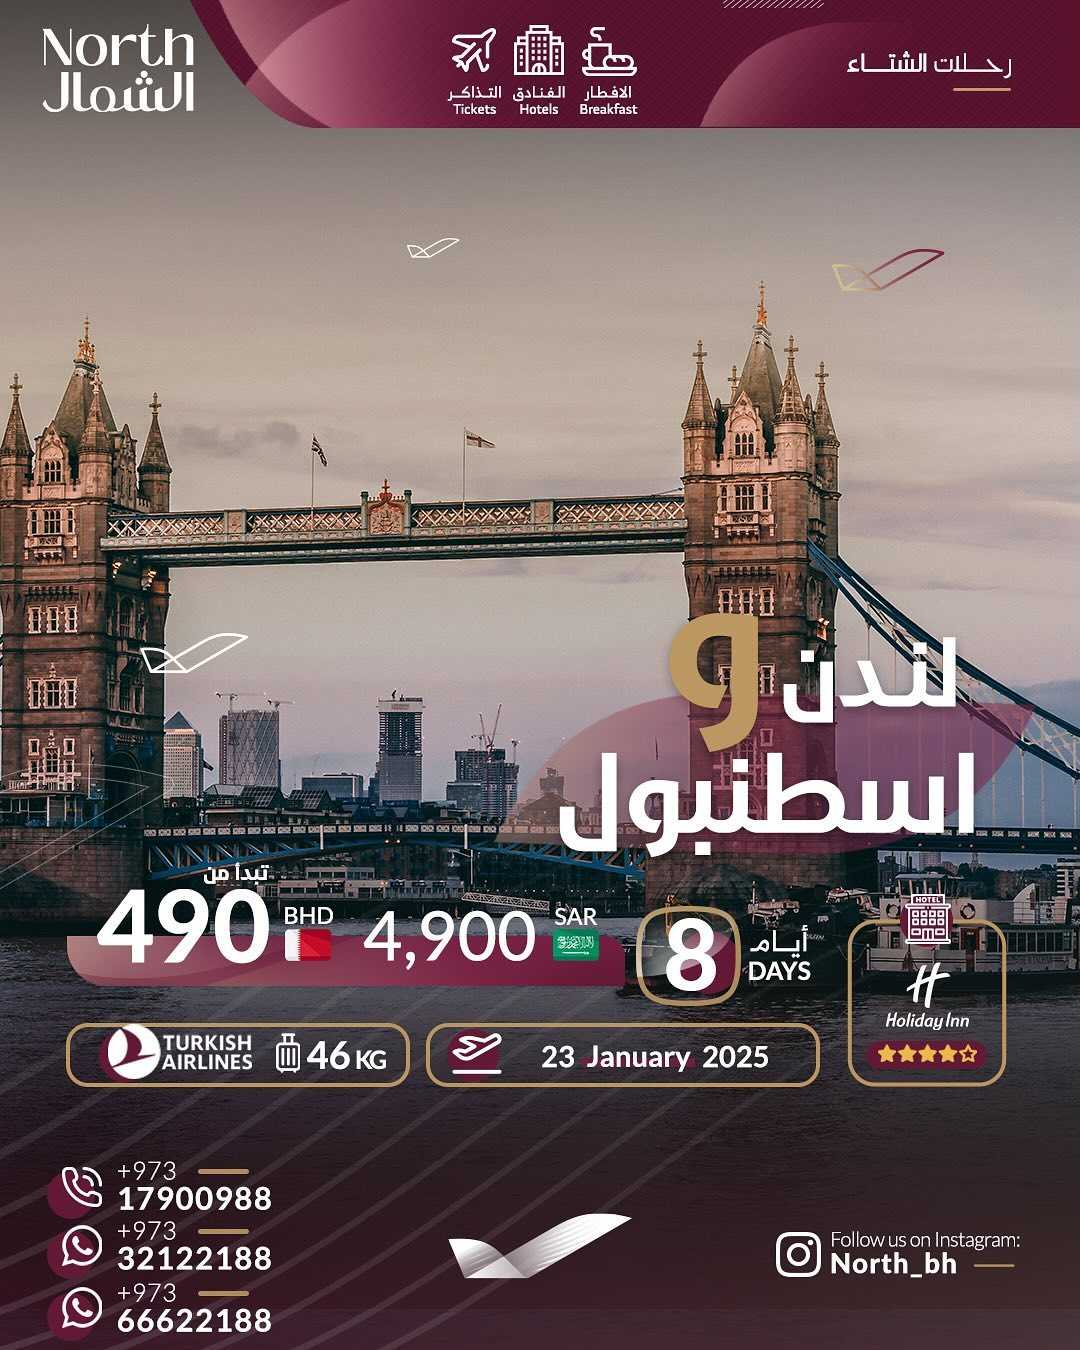 North
الشمال
التذاكر
Tickets
الفنادق
Hotels
الافطار
Breakfast
رحلات الشتاء
لندن و
اسطنبول
تبدأ من
490 BHD
4,900 SAR
8 أيام
DAYS
HOTEL
Holiday Inn
TURKISH
AIRLINES
46 KG
23 January 2025
+973
17900988
+973
32122188
+973
66622188
Follow us on Instagram:
North_bh